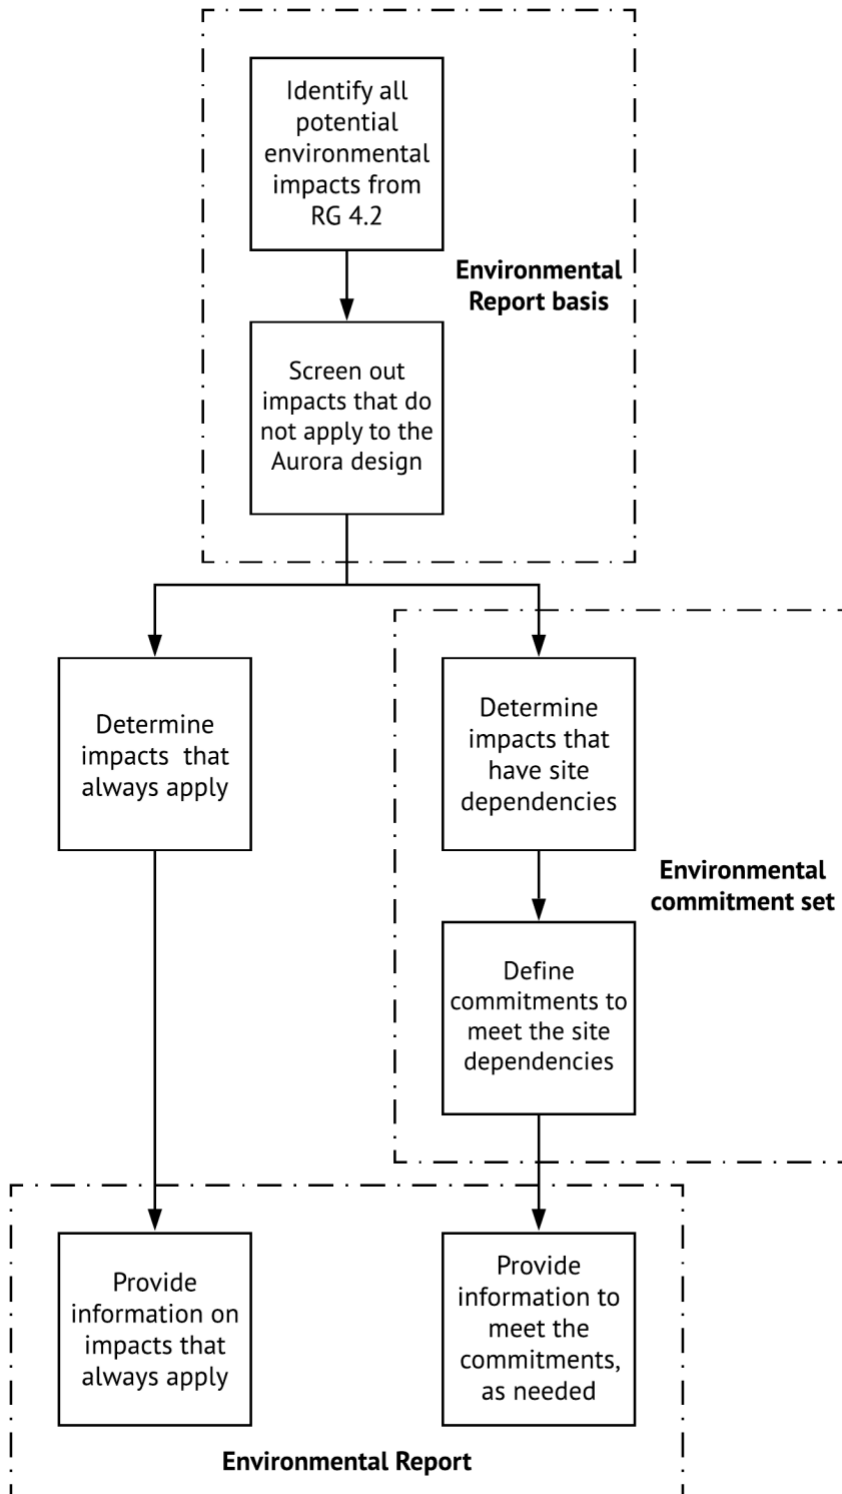 Identify all
potential
environmental
impacts from
RG 4.2
Environmental
Report basis
Screen out
impacts that do
not apply to the
Aurora design
Determine
impacts that
always apply
Determine
impacts that
have site
dependencies
Environmental
commitment set
Define
commitments to
meet the site
dependencies
Provide
information on
impacts that
always apply
Provide
information to
meet the
commitments,
as needed
Environmental Report